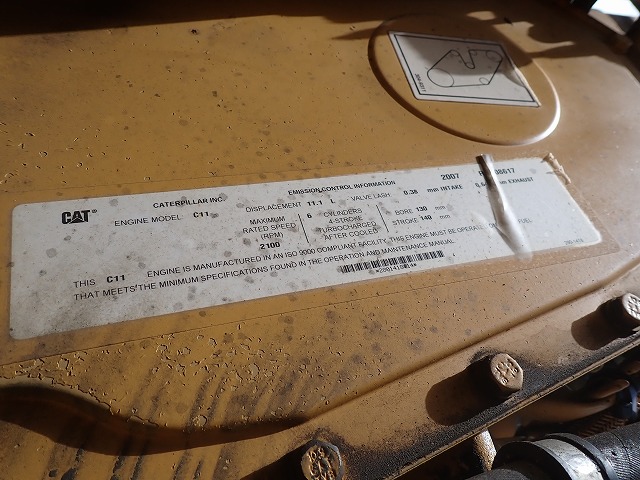 CAT®
CATERPILLAR INC.
EMISSION CONTROL INFORMATION
2007
ENGINE MODEL C11
DISPLACEMENT 11.1 L
VALVE LASH 0.38 mm INTAKE
EXHAUST
MAXIMUM RATED SPEED (RPM) 2100
6 CYLINDERS
4-STROKE
TURBOCHARGED
AFTER COOLED
BORE 130 mm
STROKE 140 mm
THIS C11 ENGINE IS MANUFACTURED IN AN ISO 9000 COMPLIANT FACILITY. THIS ENGINE MUST BE OPERATED FUEL
THAT MEETS THE MINIMUM SPECIFICATIONS FOUND IN THE OPERATION AND MAINTENANCE MANUAL.